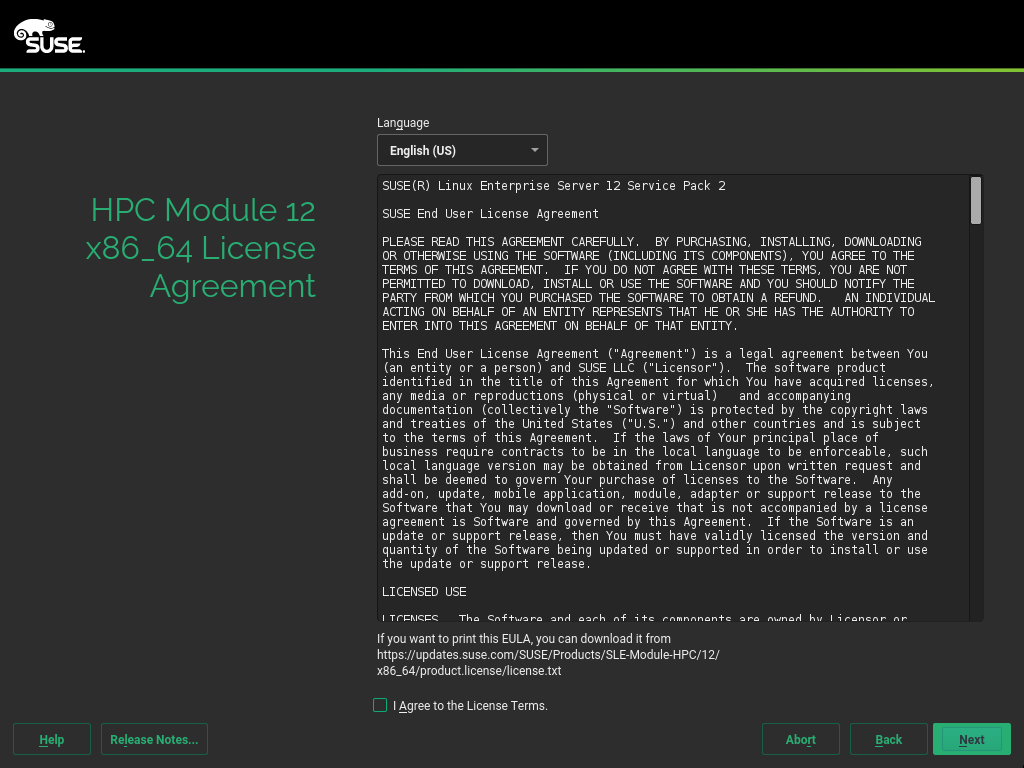 SUSE
Language
English (US)
HPC Module 12
x86_64 License
Agreement
SUSE(R) Linux Enterprise Server 12 Service Pack 2
SUSE End User License Agreement
PLEASE READ THIS AGREEMENT CAREFULLY.  BY PURCHASING, INSTALLING, DOWNLOADING
OR OTHERWISE USING THE SOFTWARE (INCLUDING ITS COMPONENTS), YOU AGREE TO THE
TERMS OF THIS AGREEMENT.  IF YOU DO NOT AGREE WITH THESE TERMS, YOU ARE NOT
PERMITTED TO DOWNLOAD, INSTALL OR USE THE SOFTWARE AND YOU SHOULD NOTIFY THE
PARTY FROM WHICH YOU PURCHASED THE SOFTWARE TO OBTAIN A REFUND.   AN INDIVIDUAL
ACTING ON BEHALF OF AN ENTITY REPRESENTS THAT HE OR SHE HAS THE AUTHORITY TO
ENTER INTO THIS AGREEMENT ON BEHALF OF THAT ENTITY.
This End User License Agreement ("Agreement") is a legal agreement between You
(an entity or a person) and SUSE LLC ("Licensor").  The software product
identified in the title of this Agreement for which You have acquired licenses,
any media or reproductions (physical or virtual)   and accompanying
documentation (collectively the "Software") is protected by the copyright laws
and treaties of the United States ("U.S.") and other countries and is subject
to the terms of this Agreement.  If the laws of Your principal place of
business require contracts to be in the local language to be enforceable, such
local language version may be obtained from Licensor upon written request and
shall be deemed to govern Your purchase of licenses to the Software.  Any
add-on, update, mobile application, module, adapter or support release to the
Software that You may download or receive that is not accompanied by a license
agreement is Software and governed by this Agreement.  If the Software is an
update or support release, then You must have validly licensed the version and
quantity of the Software being updated or supported in order to install or use
the update or support release.
LICENSED USE
LICENSES.  The Software and each of its components are owned by Licensor or
If you want to print this EULA, you can download it from
https://updates.suse.com/SUSE/Products/SLE-Module-HPC/12/
x86_64/product.license/license.txt
I Agree to the License Terms.
Help
Release Notes...
Abort
Back
Next